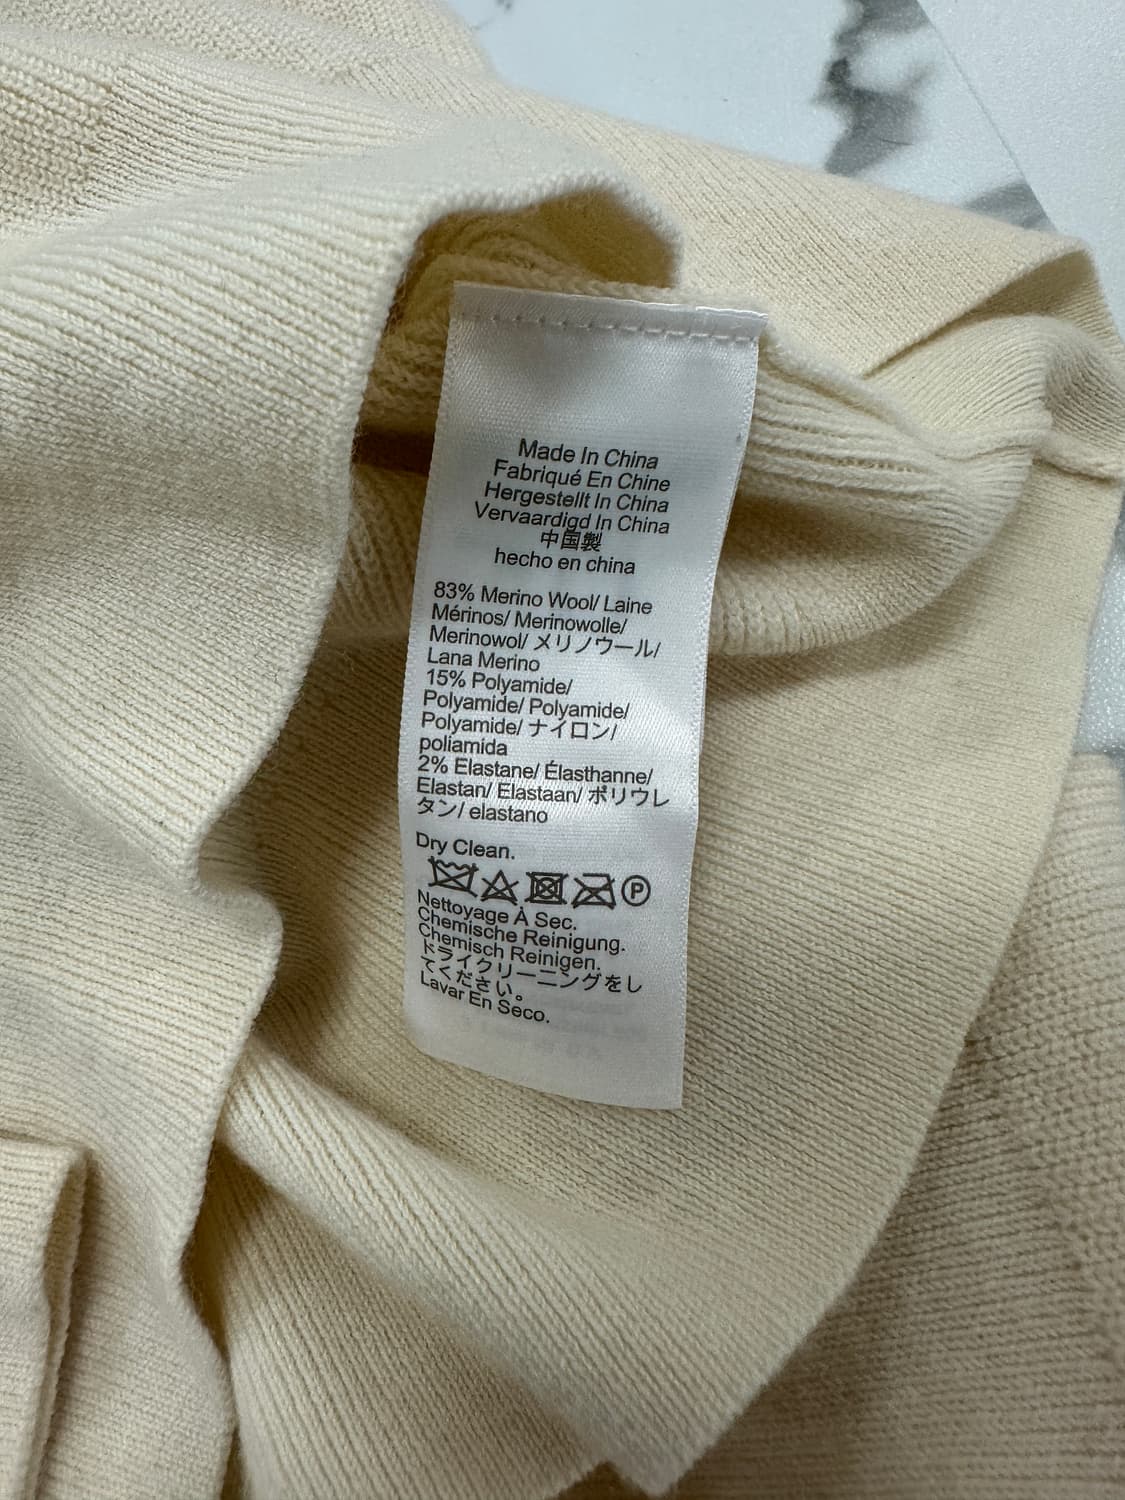 Made In China
Fabriqué En Chine
Hergestellt In China
Vervaardigd In China
中国製
hecho en china
83% Merino Wool/ Laine
Mérinos/ Merinowolle/
Merinowol/ メリノウール/
Lana Merino
15% Polyamide/
Polyamide/ Polyamide/
Polyamide/ ナイロン/
poliamida
2% Elastane/ Élasthanne/
Elastan/ Elastaan/ ポリウレ
タン/ elastano
Dry Clean.
P
Nettoyage À Sec.
Chemische Reinigung.
Chemisch Reinigen.
ドライクリーニングをし
てください。
Lavar En Seco.